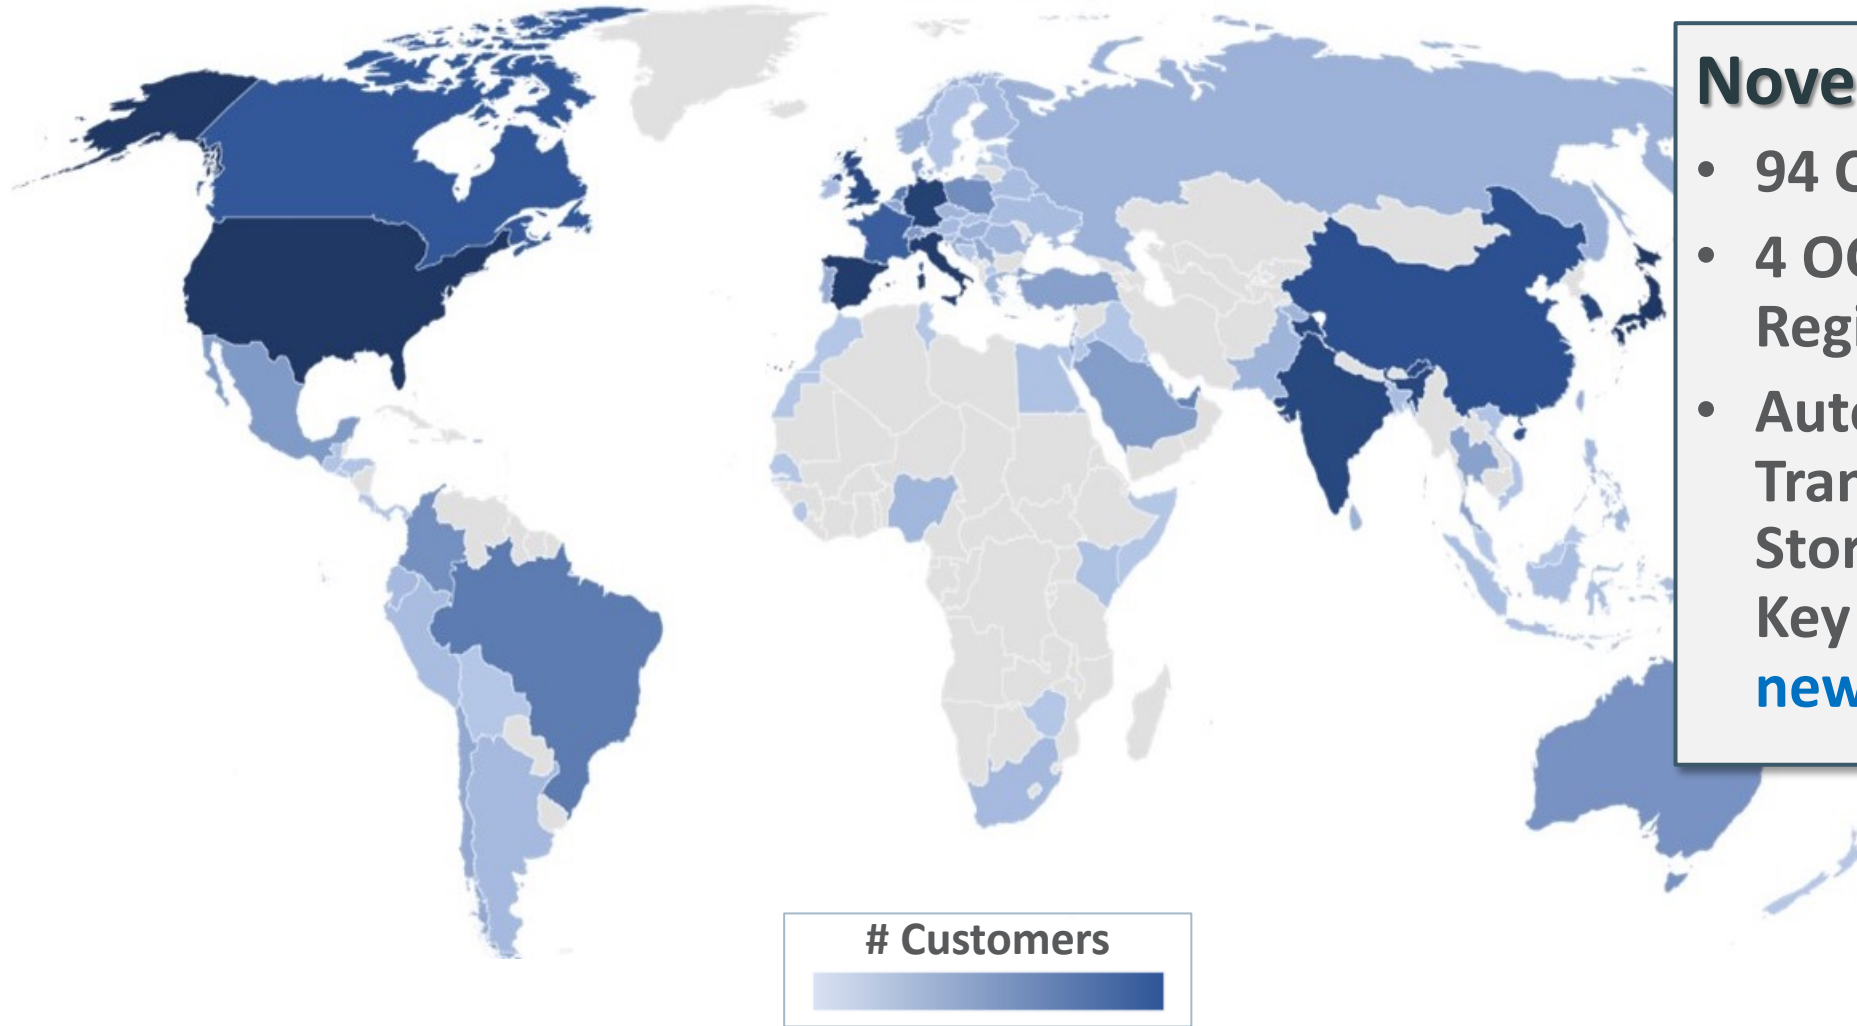 # Customers
Nove
• 94 C
• 4 OC
Regi
• Auto
Tran
Stor
Key
new